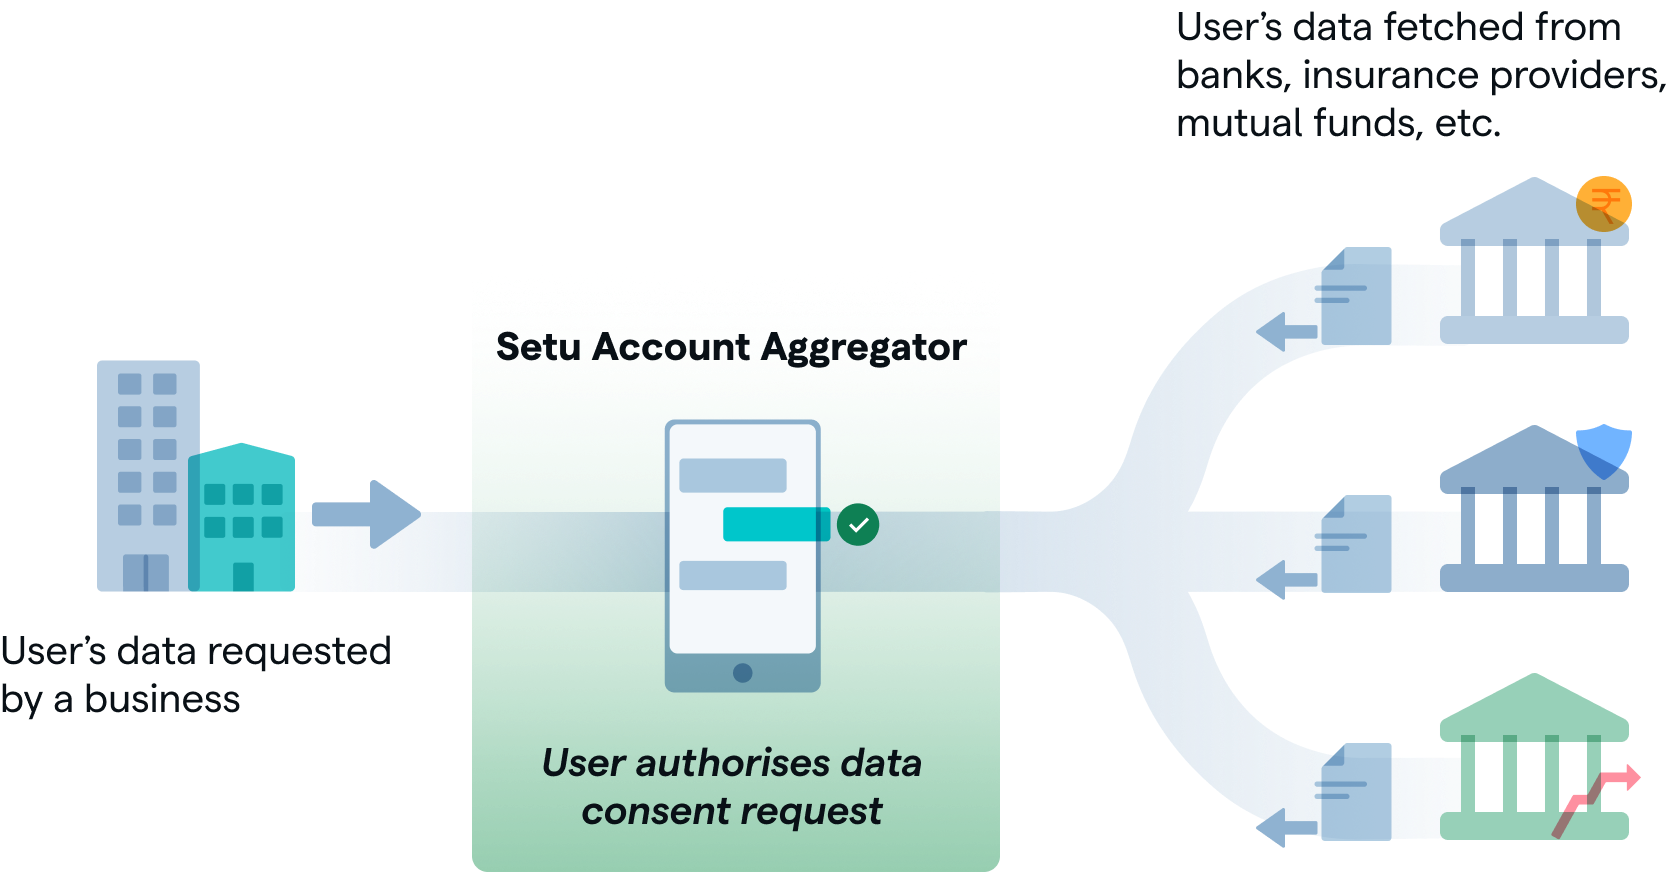 User’s data fetched from
banks, insurance providers,
mutual funds, etc.
₹
Setu Account Aggregator
User’s data requested
by a business
User authorises data
consent request